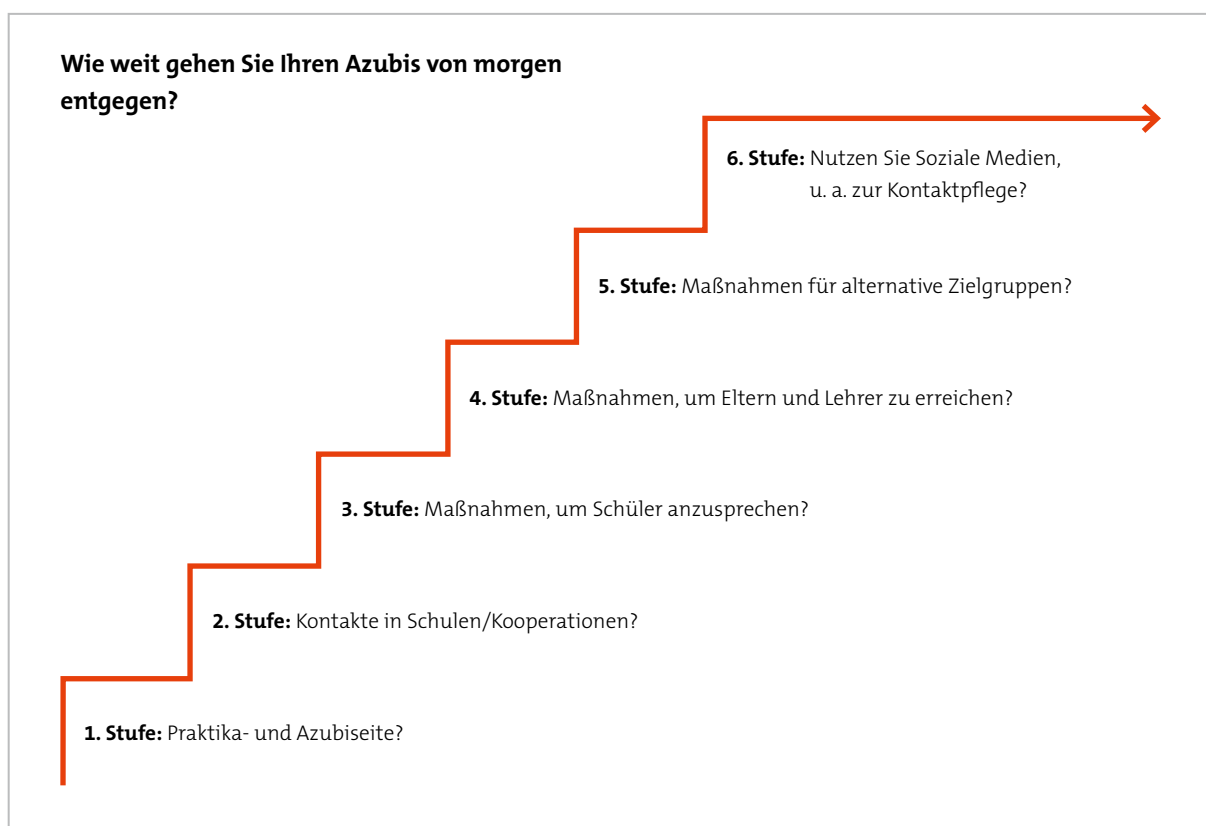 Wie weit gehen Sie Ihren Azubis von morgen
entgegen?
6. Stufe: Nutzen Sie Soziale Medien,
u. a. zur Kontaktpflege?
5. Stufe: Maßnahmen für alternative Zielgruppen?
4. Stufe: Maßnahmen, um Eltern und Lehrer zu erreichen?
3. Stufe: Maßnahmen, um Schüler anzusprechen?
2. Stufe: Kontakte in Schulen/Kooperationen?
1. Stufe: Praktika- und Azubiseite?